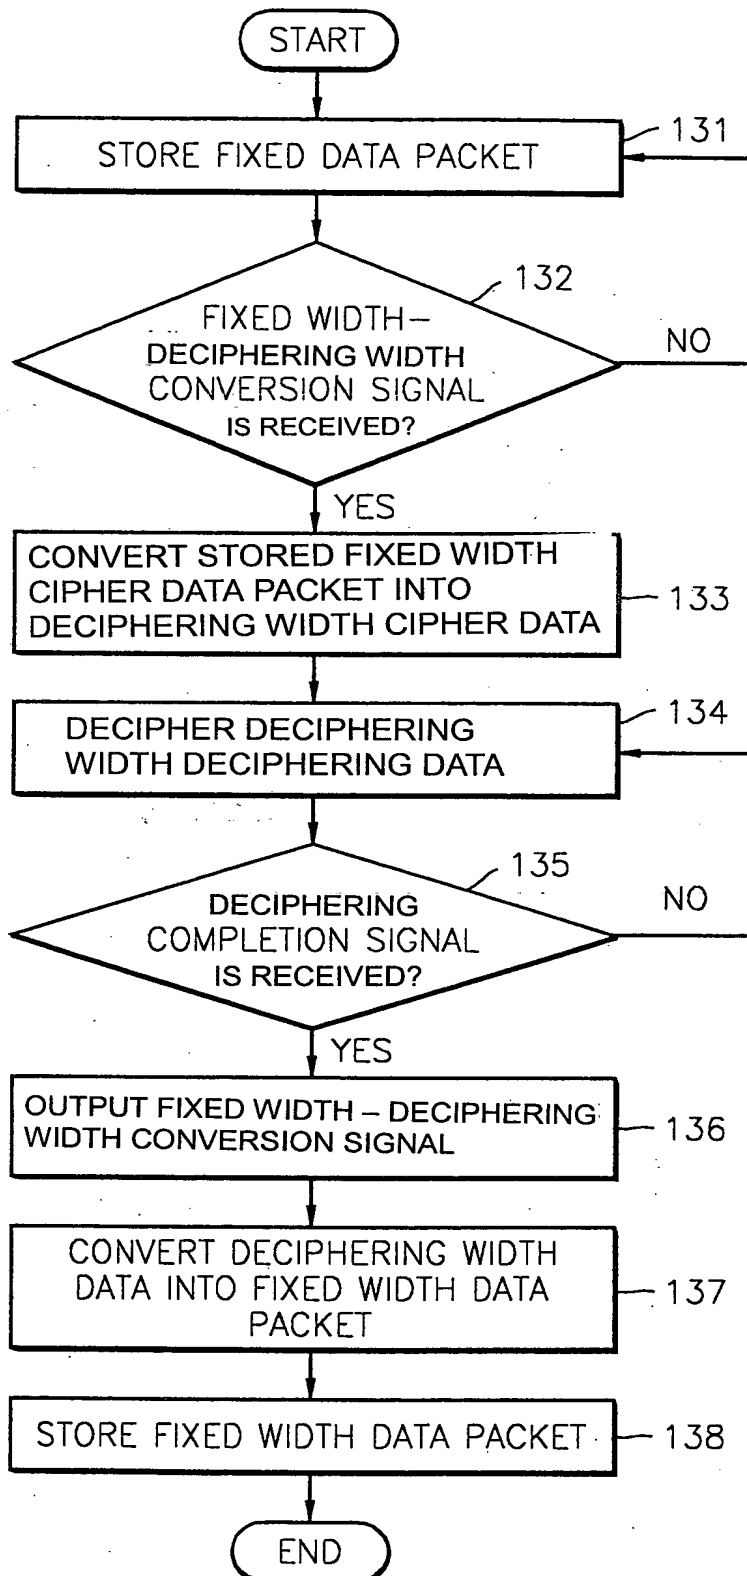 START
STORE FIXED DATA PACKET
131
132
FIXED WIDTH–
DECIPHERING WIDTH
CONVERSION SIGNAL
IS RECEIVED?
NO
YES
CONVERT STORED FIXED WIDTH
CIPHER DATA PACKET INTO
DECIPHERING WIDTH CIPHER DATA
133
DECIPHER DECIPHERING
WIDTH DECIPHERING DATA
134
135
DECIPHERING
COMPLETION SIGNAL
IS RECEIVED?
NO
YES
OUTPUT FIXED WIDTH – DECIPHERING
WIDTH CONVERSION SIGNAL
136
CONVERT DECIPHERING WIDTH
DATA INTO FIXED WIDTH DATA
PACKET
137
STORE FIXED WIDTH DATA PACKET
138
END